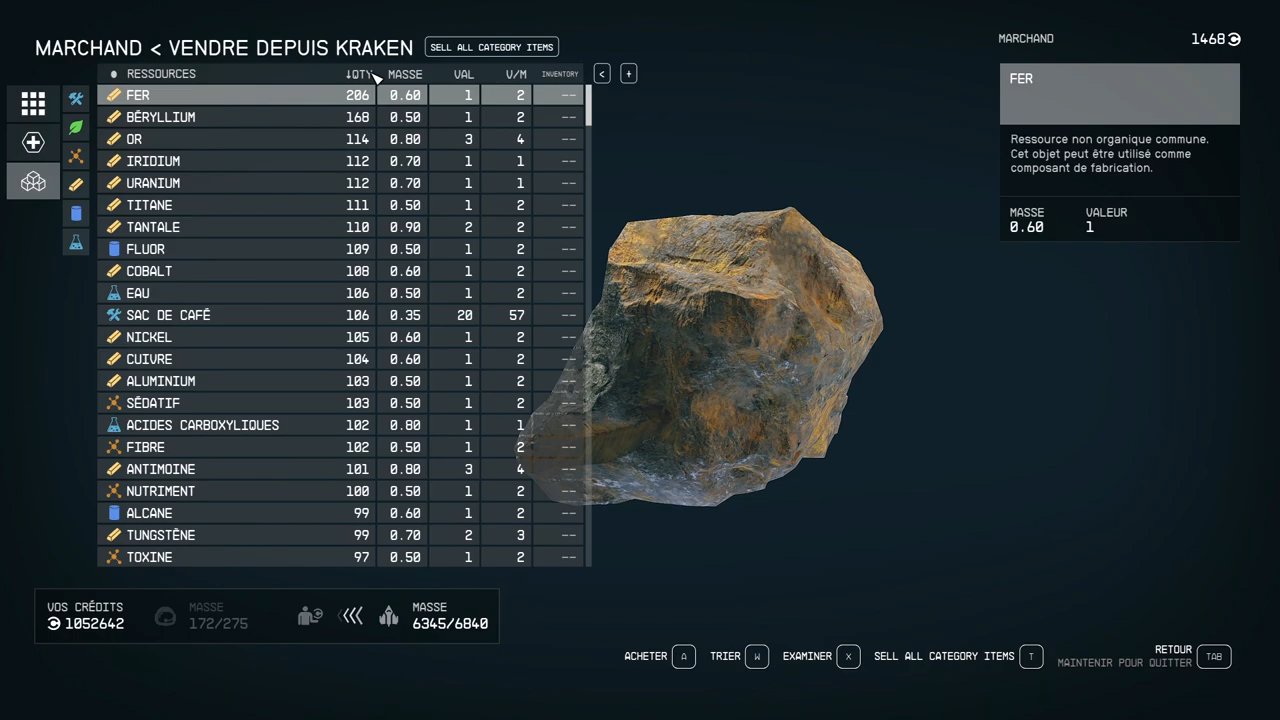 MARCHAND < VENDRE DEPUIS KRAKEN SELL ALL CATEGORY ITEMS
MARCHAND 1468
RESSOURCES ↓QTY MASSE VAL V/M INVENTORY < +
FER 206 0.60 1 2 --
BÉRYLLIUM 168 0.50 1 2 --
OR 114 0.80 3 4 --
IRIDIUM 112 0.70 1 1 --
URANIUM 112 0.70 1 1 --
TITANE 111 0.50 1 2 --
TANTALE 110 0.90 2 2 --
FLUOR 109 0.50 1 2 --
COBALT 108 0.60 1 2 --
EAU 106 0.50 1 2 --
SAC DE CAFÉ 106 0.35 20 57 --
NICKEL 105 0.60 1 2 --
CUIVRE 104 0.60 1 2 --
ALUMINIUM 103 0.50 1 2 --
SÉDATIF 103 0.50 1 2 --
ACIDES CARBOXYLIQUES 102 0.80 1 1 --
FIBRE 102 0.50 1 2 --
ANTIMOINE 101 0.80 3 4 --
NUTRIMENT 100 0.50 1 2 --
ALCANE 99 0.60 1 2 --
TUNGSTÈNE 99 0.70 2 3 --
TOXINE 97 0.50 1 2 --
FER
Ressource non organique commune.
Cet objet peut être utilisé comme
composant de fabrication.
MASSE VALEUR
0.60 1
VOS CRÉDITS MASSE MASSE
1052642 172/275 6345/6840
ACHETER A TRIER W EXAMINER X SELL ALL CATEGORY ITEMS T RETOUR TAB
MAINTENIR POUR QUITTER